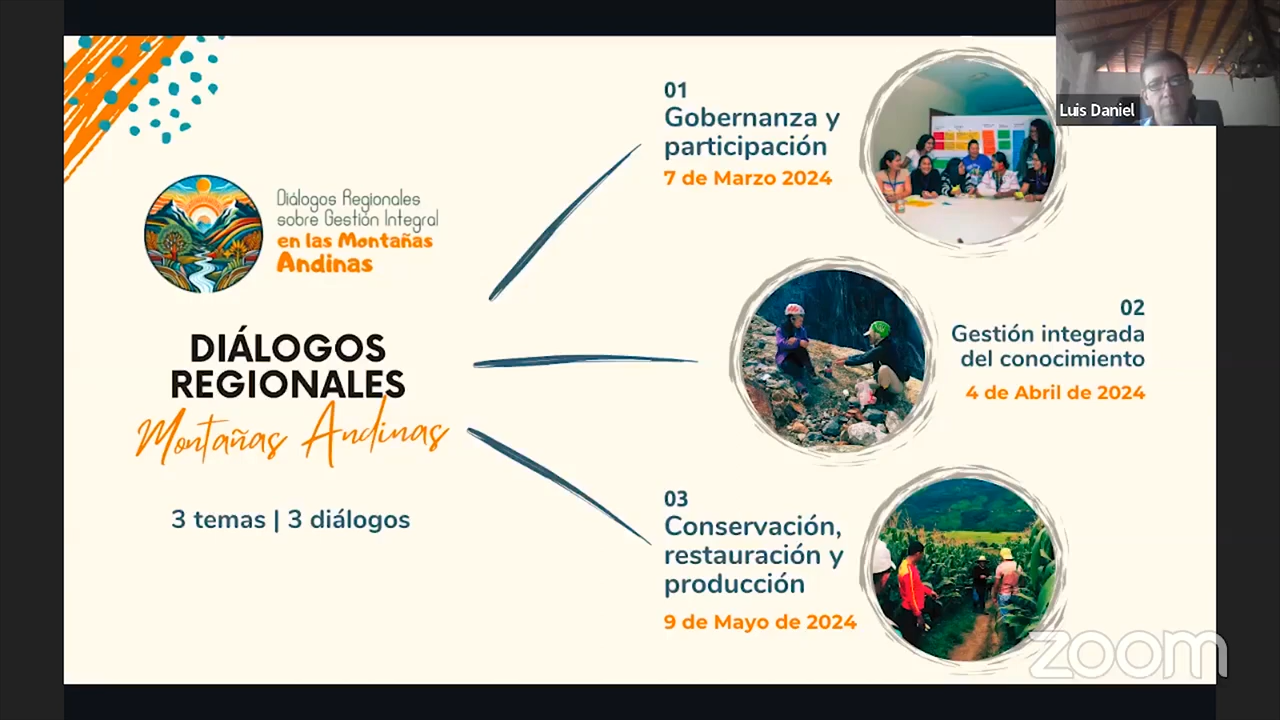 Diálogos Regionales
sobre Gestión Integral
en las Montañas
Andinas
DIÁLOGOS
REGIONALES
Montañas Andinas
3 temas | 3 diálogos
01
Gobernanza y
participación
7 de Marzo 2024
02
Gestión integrada
del conocimiento
4 de Abril de 2024
03
Conservación,
restauración y
producción
9 de Mayo de 2024
Luis Daniel
zoom